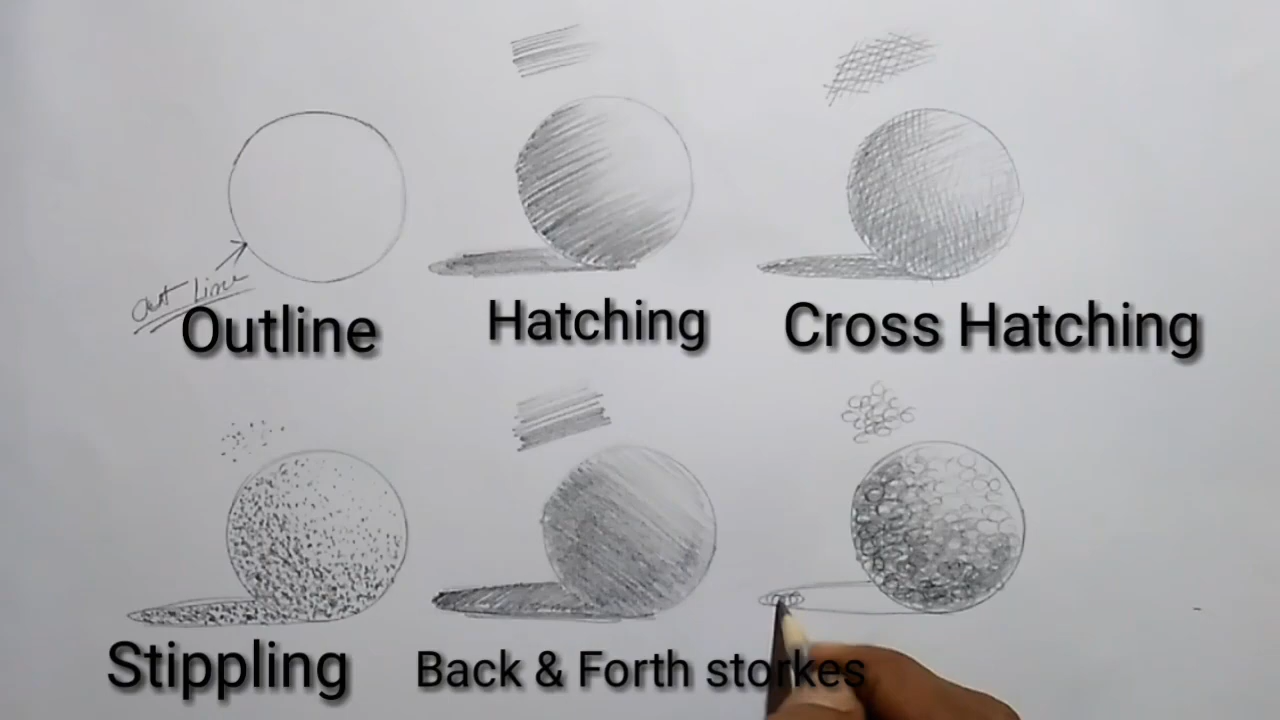 out line
Outline
Hatching
Cross Hatching
Stippling
Back & Forth storkes